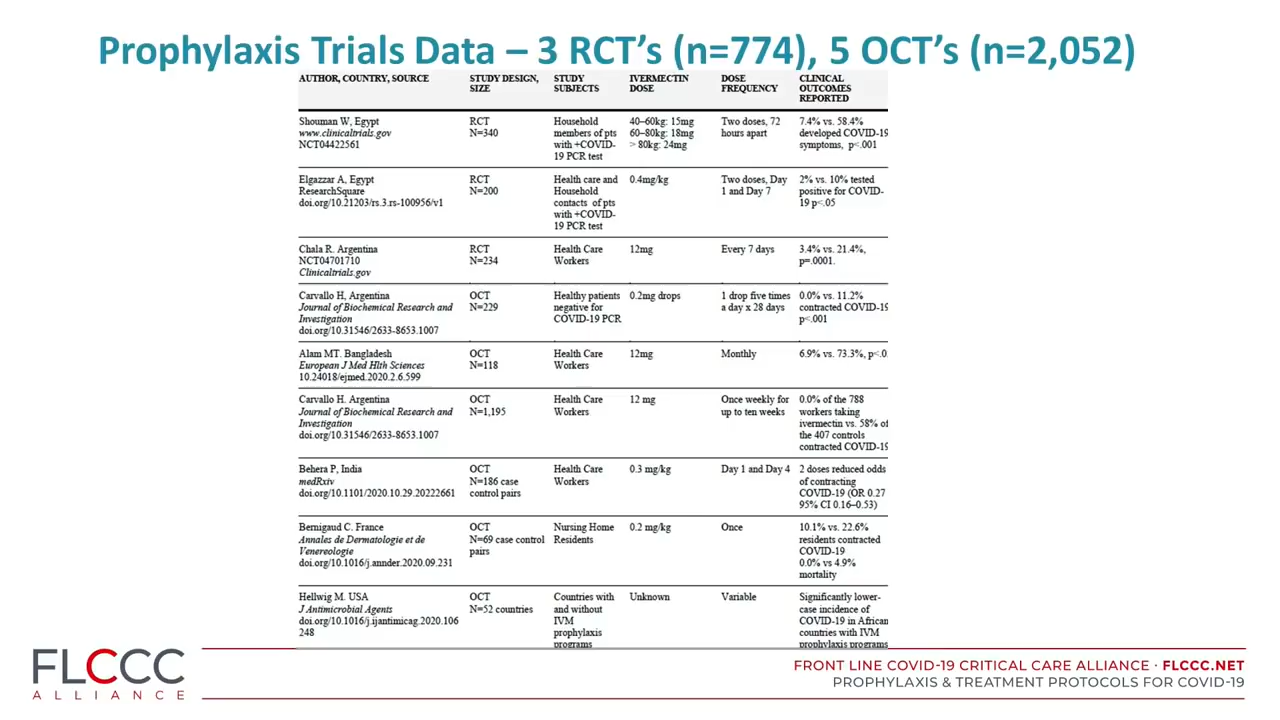 Prophylaxis Trials Data – 3 RCT’s (n=774), 5 OCT’s (n=2,052)
AUTHOR, COUNTRY, SOURCE
STUDY DESIGN,
SIZE
STUDY
SUBJECTS
IVERMECTIN
DOSE
DOSE
FREQUENCY
CLINICAL
OUTCOMES
REPORTED
Shouman W, Egypt
www.clinicaltrials.gov
NCT04422561
RCT
N=340
Household
members of pts
with +COVID-
19 PCR test
40–60kg: 15mg
60–80kg: 18mg
> 80kg: 24mg
Two doses, 72
hours apart
7.4% vs. 58.4%
developed COVID-19
symptoms, p<.001
Elgazzar A, Egypt
ResearchSquare
doi.org/10.21203/rs.3.rs-100956/v1
RCT
N=200
Health care and
Household
contacts of pts
with +COVID-
19 PCR test
0.4mg/kg
Two doses, Day
1 and Day 7
2% vs. 10% tested
positive for COVID-
19 p<.05
Chala R. Argentina
NCT04701710
Clinicaltrials.gov
RCT
N=234
Health Care
Workers
12mg
Every 7 days
3.4% vs. 21.4%,
p=.0001.
Carvallo H, Argentina
Journal of Biochemical Research and
Investigation
doi.org/10.31546/2633-8653.1007
OCT
N=229
Healthy patients
negative for
COVID-19 PCR
0.2mg drops
1 drop five times
a day x 28 days
0.0% vs. 11.2%
contracted COVID-19
p<.001
Alam MT. Bangladesh
European J Med Hlth Sciences
10.24018/ejmed.2020.2.6.599
OCT
N=118
Health Care
Workers
12mg
Monthly
6.9% vs. 73.3%, p<.0
Carvallo H. Argentina
Journal of Biochemical Research and
Investigation
doi.org/10.31546/2633-8653.1007
OCT
N=1,195
Health Care
Workers
12 mg
Once weekly for
up to ten weeks
0.0% of the 788
workers taking
ivermectin vs. 58% of
the 407 controls
contracted COVID-19
Behera P, India
medRxiv
doi.org/10.1101/2020.10.29.20222661
OCT
N=186 case
control pairs
Health Care
Workers
0.3 mg/kg
Day 1 and Day 4
2 doses reduced odds
of contracting
COVID-19 (OR 0.27
95% CI 0.16–0.53)
Bernigaud C. France
Annales de Dermatologie et de
Venereologie
doi.org/10.1016/j.annder.2020.09.231
OCT
N=69 case control
pairs
Nursing Home
Residents
0.2 mg/kg
Once
10.1% vs. 22.6%
residents contracted
COVID-19
0.0% vs 4.9%
mortality
Hellwig M. USA
J Antimicrobial Agents
doi.org/10.1016/j.ijantimicag.2020.106
248
OCT
N=52 countries
Countries with
and without
IVM
prophylaxis
programs
Unknown
Variable
Significantly lower-
case incidence of
COVID-19 in African
countries with IVM
prophylaxis programs
FLCCC
ALLIANCE
FRONT LINE COVID-19 CRITICAL CARE ALLIANCE · FLCCC.NET
PROPHYLAXIS & TREATMENT PROTOCOLS FOR COVID-19